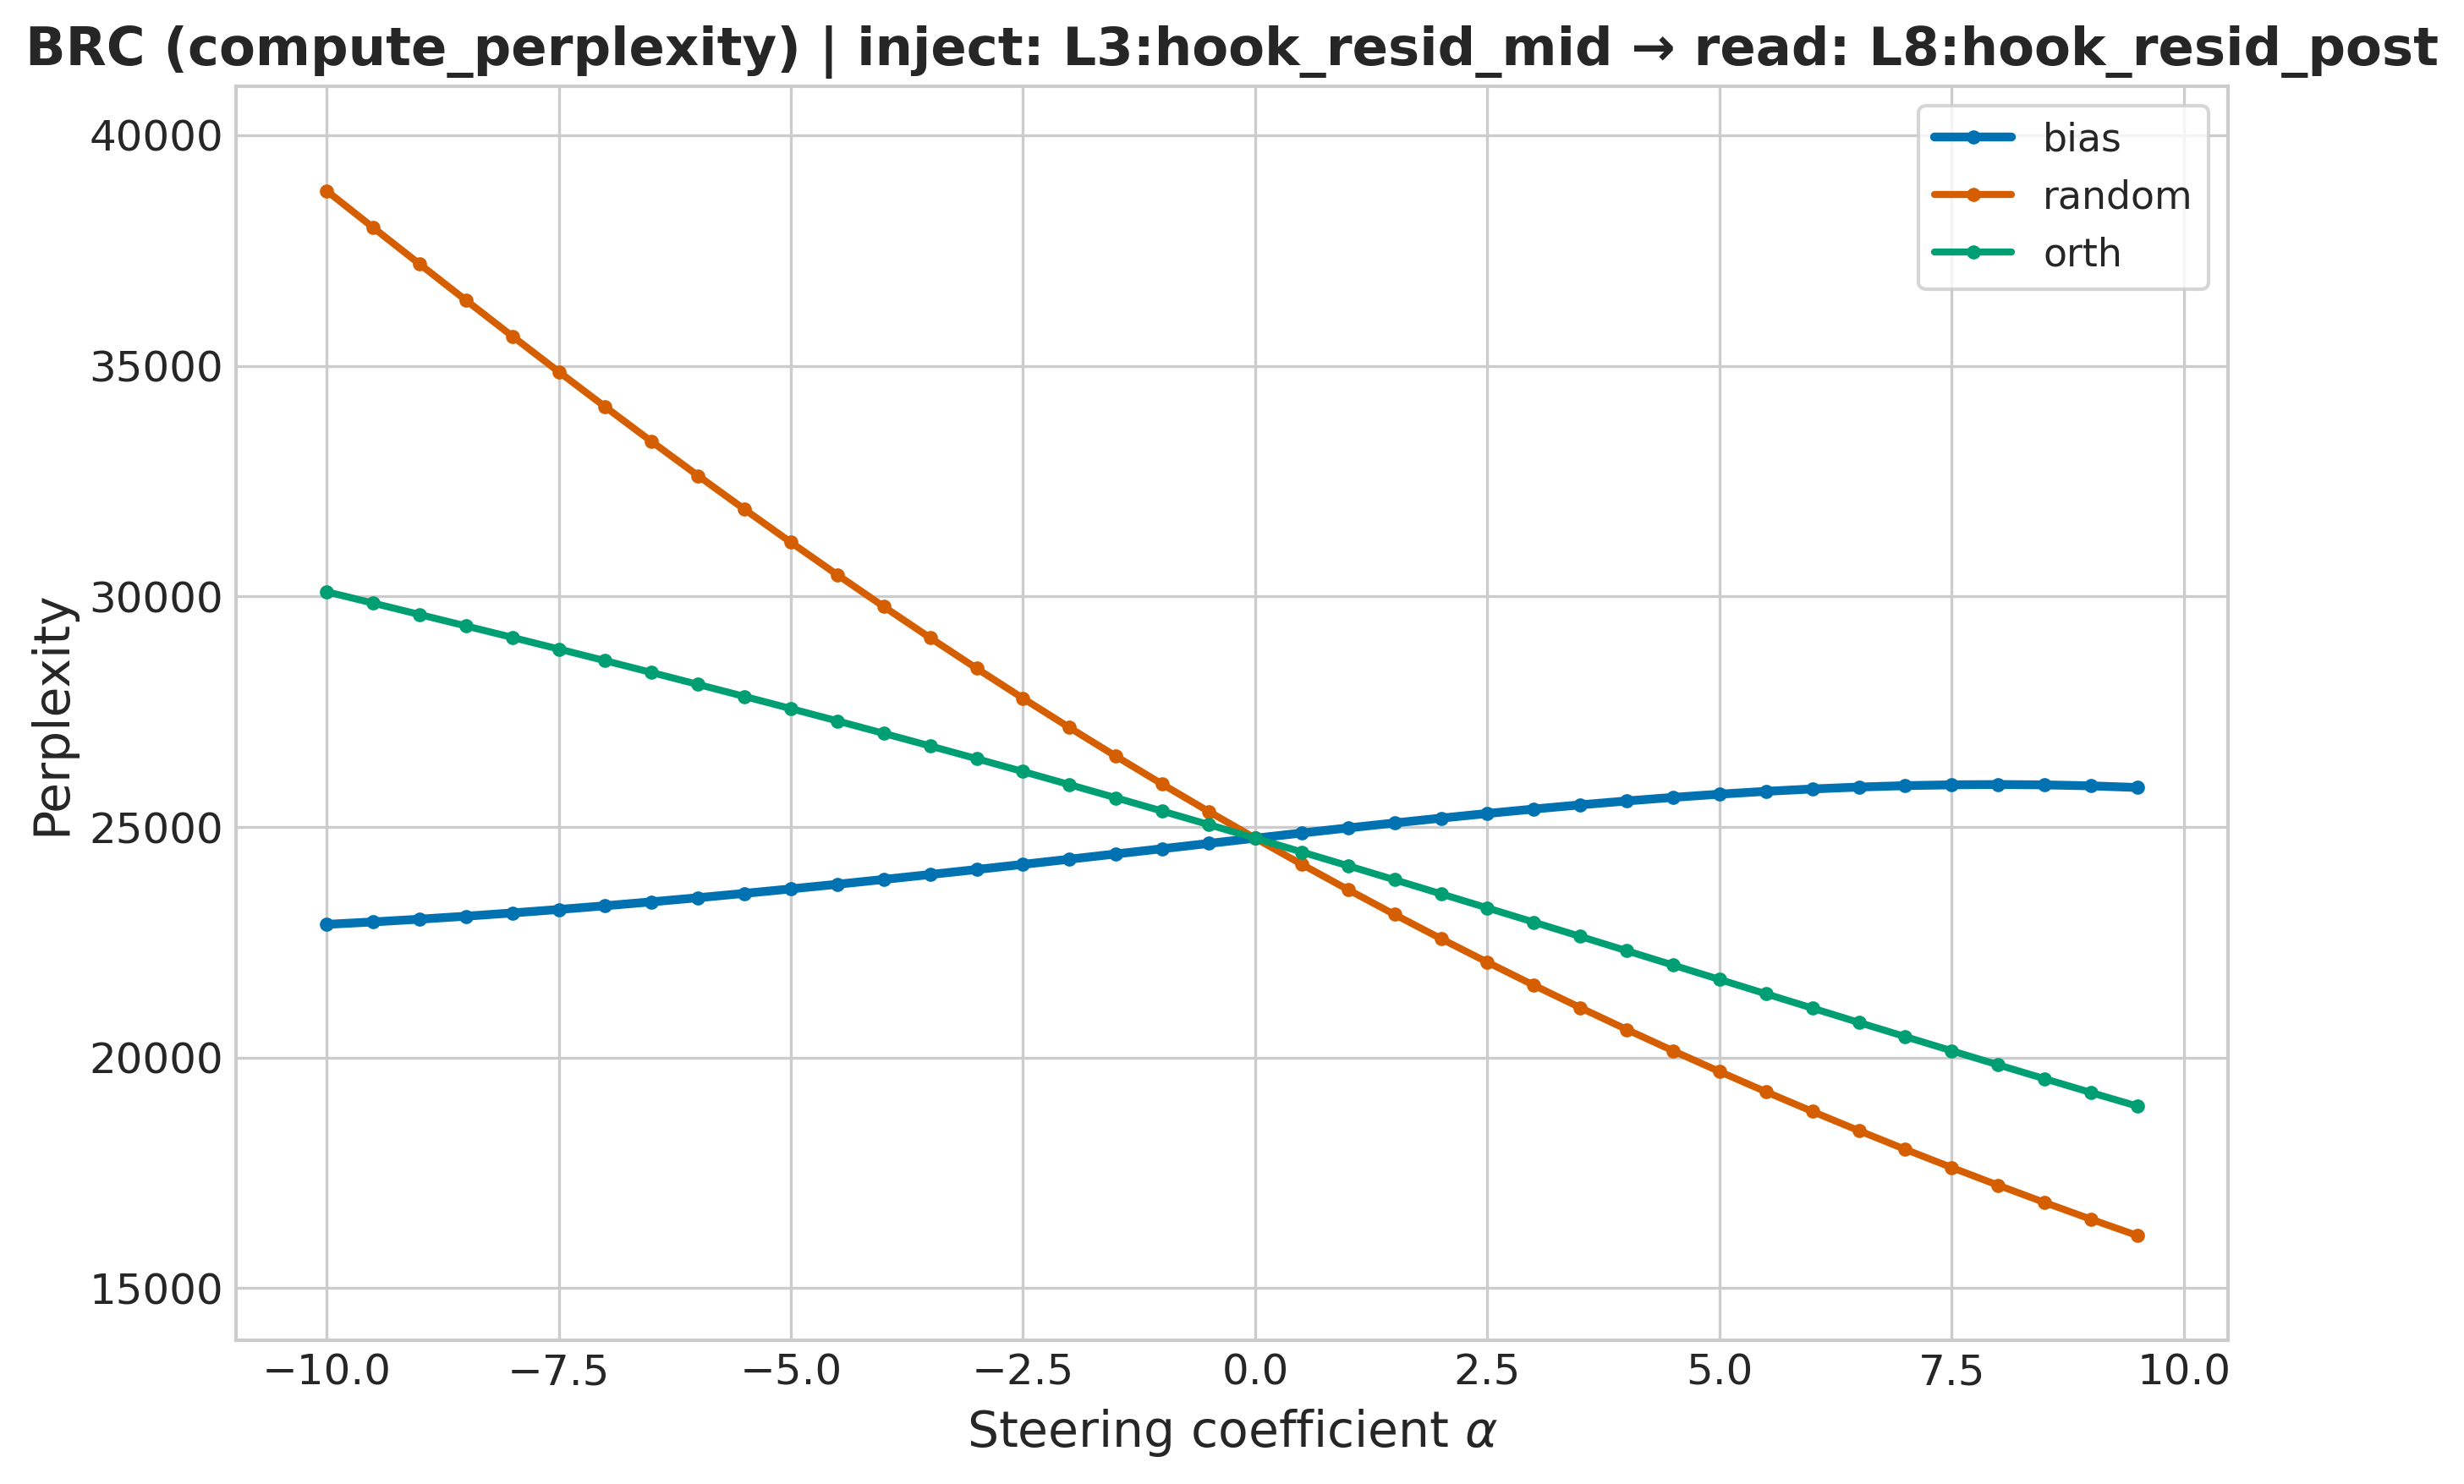 BRC (compute_perplexity) | inject: L3:hook_resid_mid → read: L8:hook_resid_post
40000
35000
30000
25000
20000
15000
Perplexity
bias
random
orth
−10.0 −7.5 −5.0 −2.5 0.0 2.5 5.0 7.5 10.0
Steering coefficient α